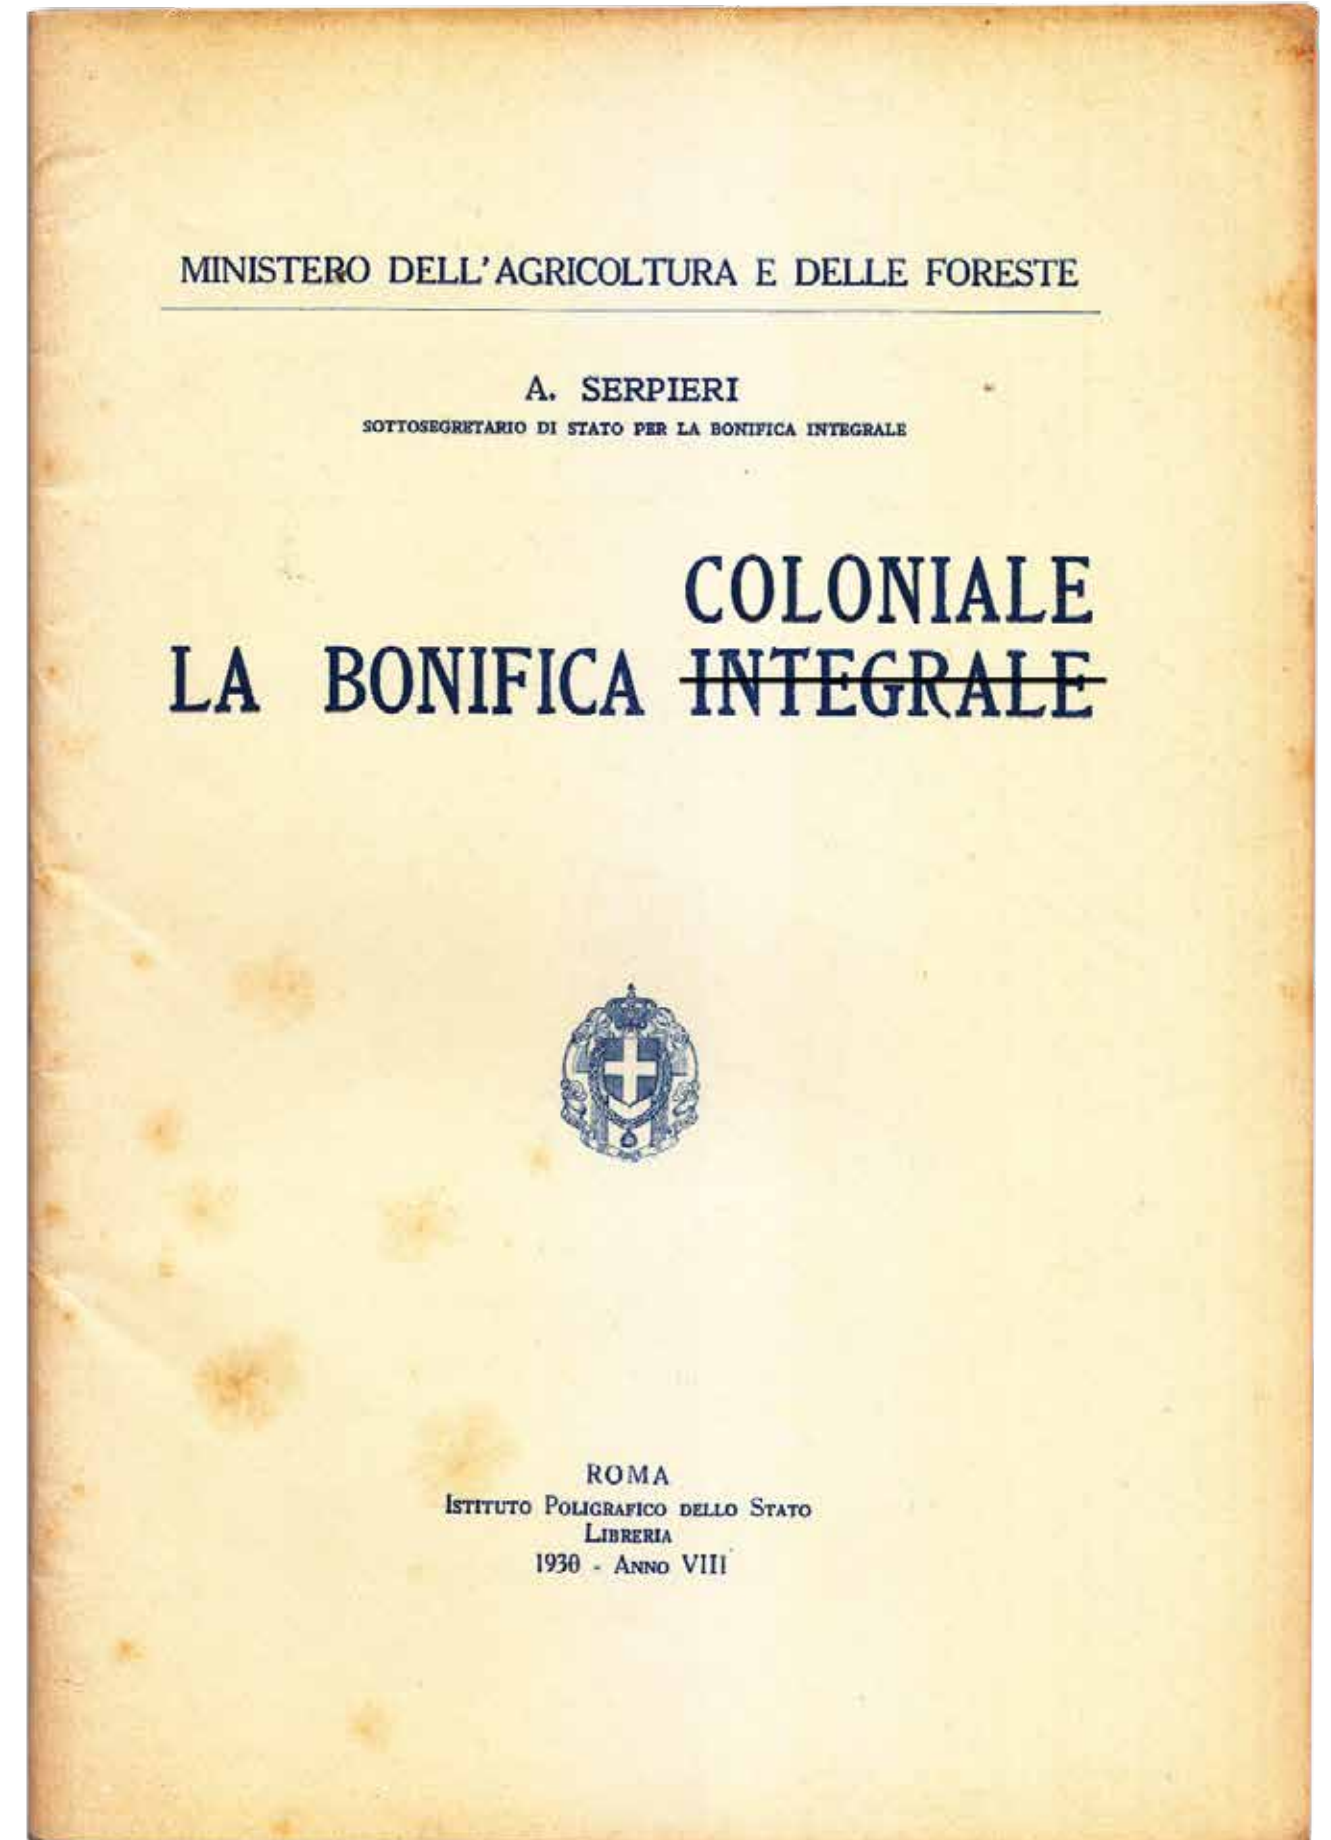 MINISTERO DELL'AGRICOLTURA E DELLE FORESTE
A. SERPIERI
SOTTOSEGRETARIO DI STATO PER LA BONIFICA INTEGRALE
COLONIALE
LA BONIFICA INTEGRALE
ROMA
ISTITUTO POLIGRAFICO DELLO STATO
LIBRERIA
1930 - ANNO VIII